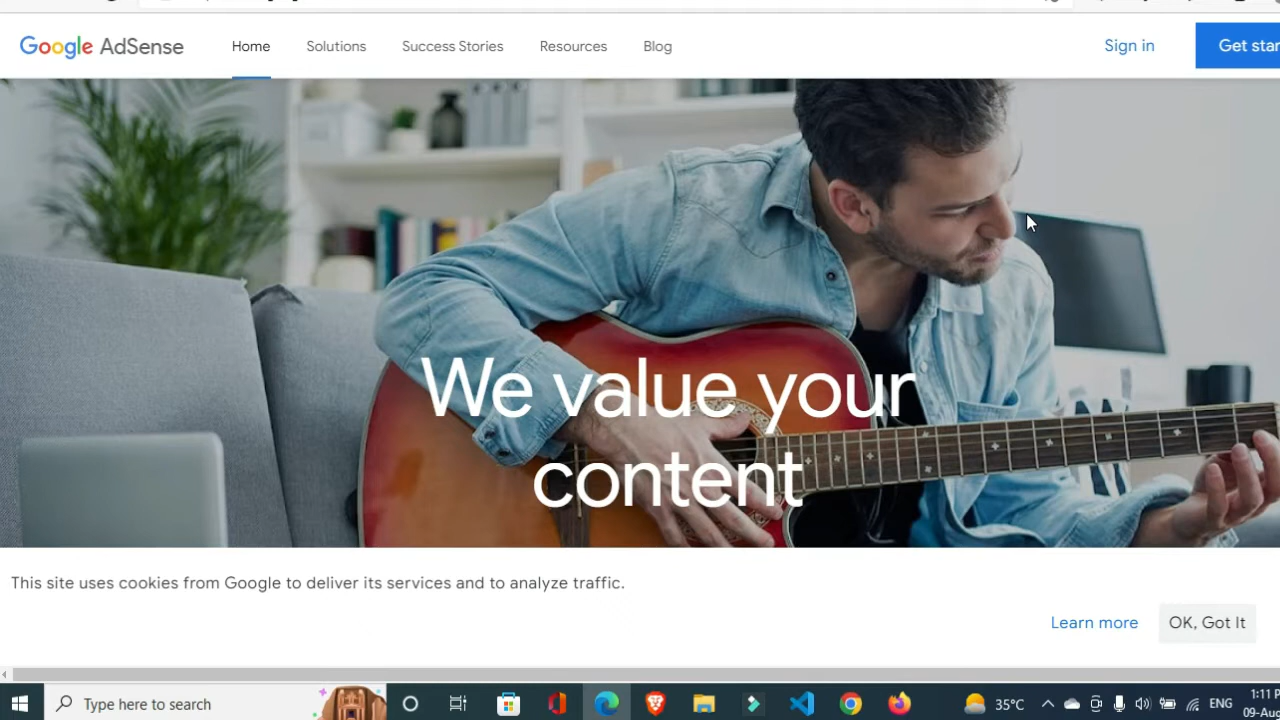 Google AdSense Home Solutions Success Stories Resources Blog Sign in Get star
We value your
content
This site uses cookies from Google to deliver its services and to analyze traffic.
Learn more OK, Got It
Type here to search 35°C ENG 1:11 P
09-Aug